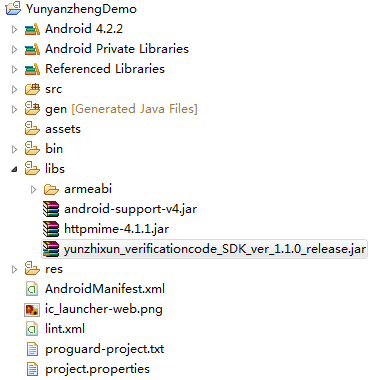 YunyanzhengDemo
Android 4.2.2
Android Private Libraries
Referenced Libraries
src
gen [Generated Java Files]
assets
bin
libs
armeabi
android-support-v4.jar
httpmime-4.1.1.jar
yunzhixun_verificationcode_SDK_ver_1.1.0_release.jar
res
AndroidManifest.xml
ic_launcher-web.png
lint.xml
proguard-project.txt
project.properties